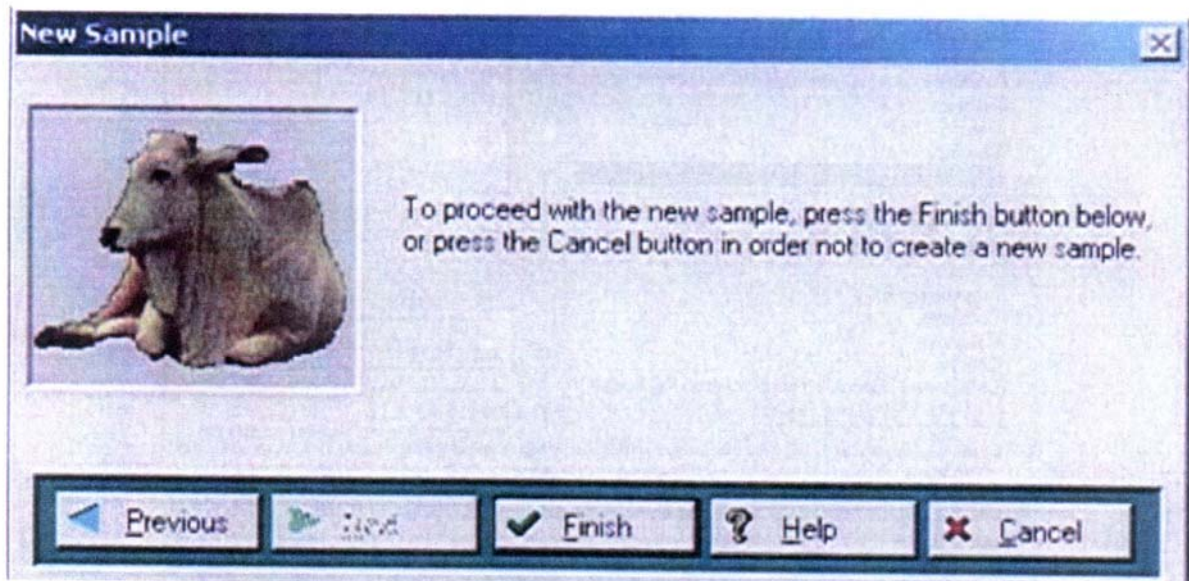 New Sample
To proceed with the new sample, press the Finish button below,
or press the Cancel button in order not to create a new sample.
Previous
Next
Finish
Help
Cancel